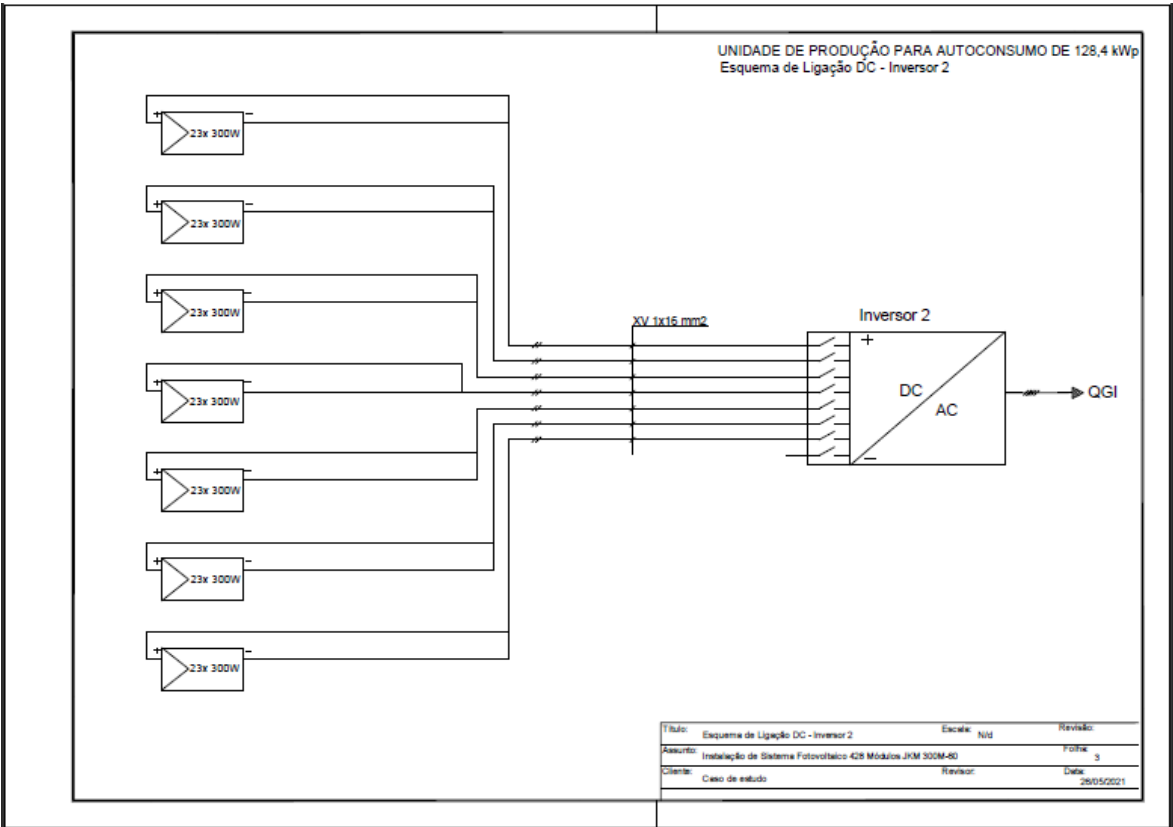 UNIDADE DE PRODUÇÃO PARA AUTOCONSUMO DE 128,4 kWp
Esquema de Ligação DC - Inversor 2
+ −
23x 300W
+ −
23x 300W
+ −
23x 300W
+ −
23x 300W
+ −
23x 300W
+ −
23x 300W
+ −
23x 300W
XV 1x16 mm2
Inversor 2
+
DC
AC
−
QGI
Título: Esquema de Ligação DC - Inversor 2 Escala: N/d Revisão:
Assunto: Instalação de Sistema Fotovoltaico 428 Módulos JKM 300M-60 Folha: 3
Cliente: Caso de estudo Revisor: Data: 28/05/2021